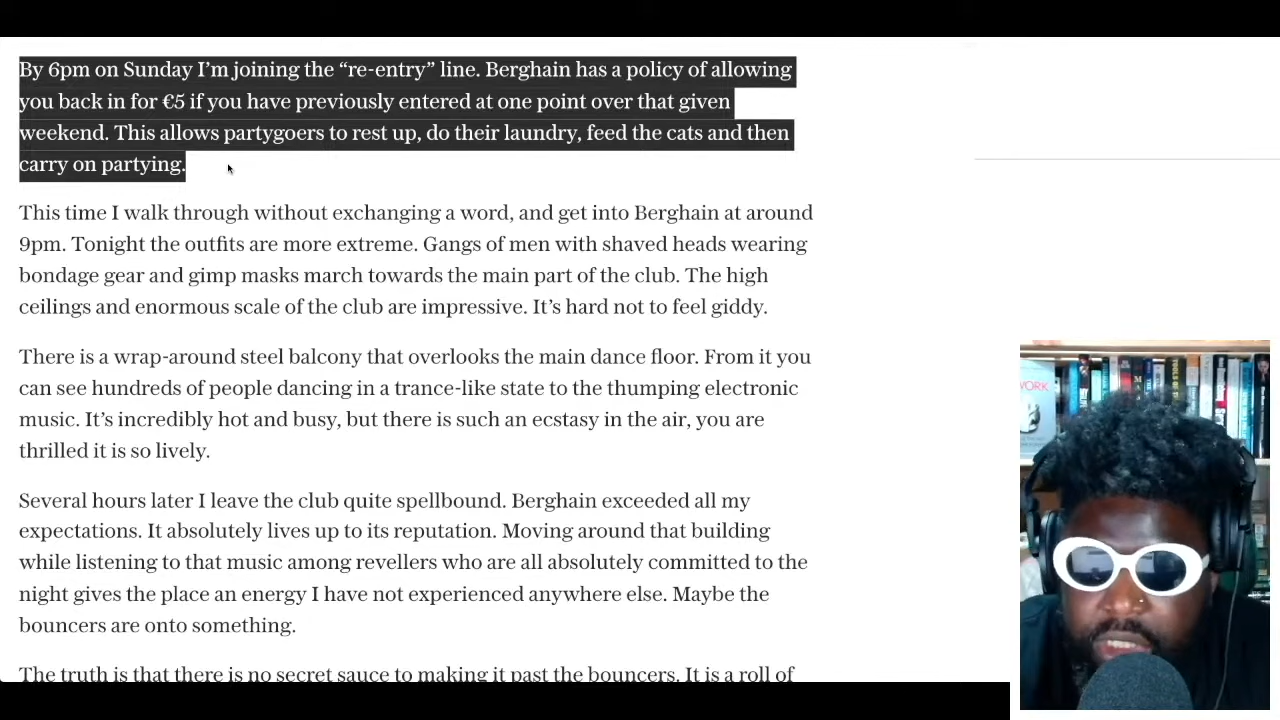 By 6pm on Sunday I’m joining the “re-entry” line. Berghain has a policy of allowing
you back in for €5 if you have previously entered at one point over that given
weekend. This allows partygoers to rest up, do their laundry, feed the cats and then
carry on partying.
This time I walk through without exchanging a word, and get into Berghain at around
9pm. Tonight the outfits are more extreme. Gangs of men with shaved heads wearing
bondage gear and gimp masks march towards the main part of the club. The high
ceilings and enormous scale of the club are impressive. It’s hard not to feel giddy.
There is a wrap-around steel balcony that overlooks the main dance floor. From it you
can see hundreds of people dancing in a trance-like state to the thumping electronic
music. It’s incredibly hot and busy, but there is such an ecstasy in the air, you are
thrilled it is so lively.
Several hours later I leave the club quite spellbound. Berghain exceeded all my
expectations. It absolutely lives up to its reputation. Moving around that building
while listening to that music among revellers who are all absolutely committed to the
night gives the place an energy I have not experienced anywhere else. Maybe the
bouncers are onto something.
The truth is that there is no secret sauce to making it past the bouncers. It is a roll of
WORK